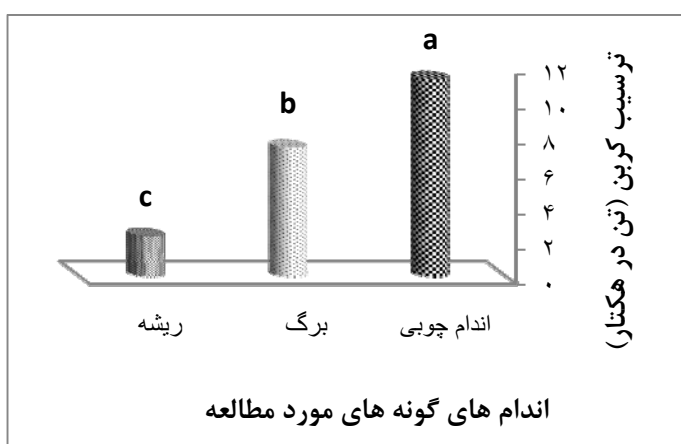 a
b
c
۱۲
۱۰
۸
۶
۴
۲
۰
ترسیب کربن (تن در هکتار)
اندام چوبی
برگ
ریشه
اندام های گونه های مورد مطالعه